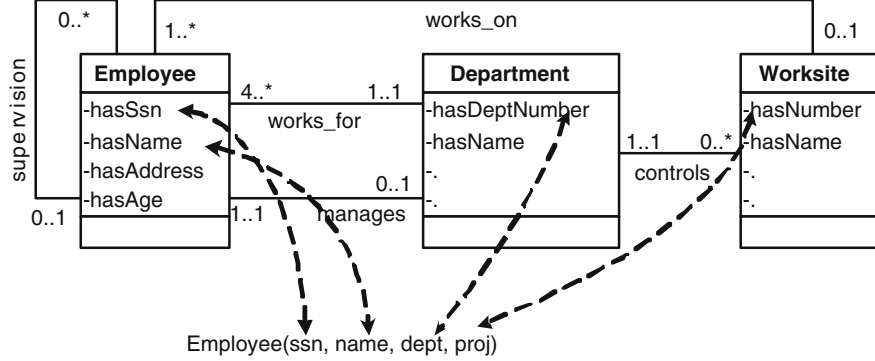 works_on
0..*
1..*
0..1
Employee
Department
Worksite
supervision
-hasSsn
-hasName
-hasAddress
-hasAge
4..*
1..1
works_for
-hasDeptNumber
-hasName
-.
-.
-hasNumber
-hasName
-.
-.
1..1
0..*
controls
0..1
0..1
1..1
manages
Employee(ssn, name, dept, proj)